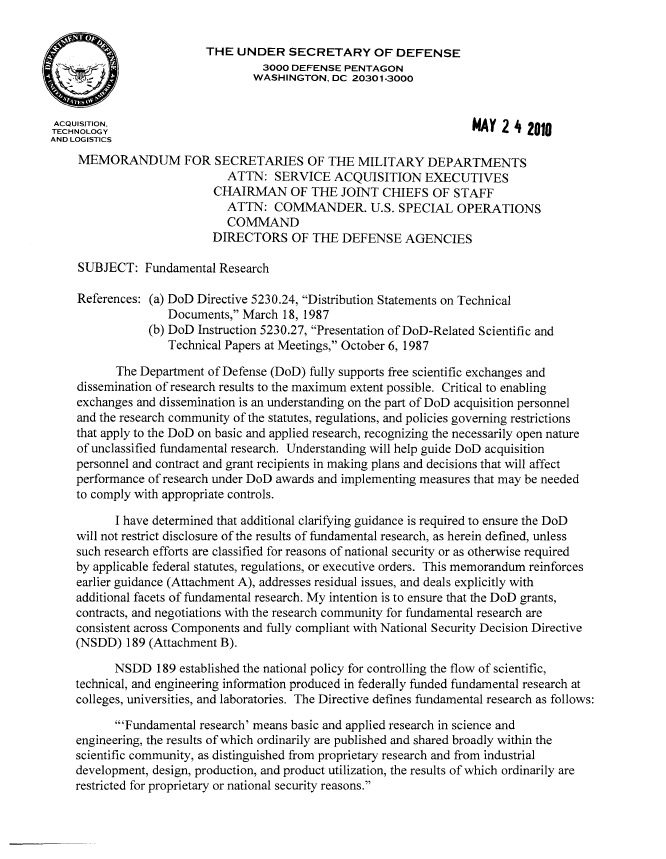 DEPARTMENT OF DEFENSE
UNITED STATES OF AMERICA
THE UNDER SECRETARY OF DEFENSE
3000 DEFENSE PENTAGON
WASHINGTON, DC 20301-3000
ACQUISITION,
TECHNOLOGY
AND LOGISTICS
MAY 24 2010
MEMORANDUM FOR SECRETARIES OF THE MILITARY DEPARTMENTS
ATTN: SERVICE ACQUISITION EXECUTIVES
CHAIRMAN OF THE JOINT CHIEFS OF STAFF
ATTN: COMMANDER. U.S. SPECIAL OPERATIONS
COMMAND
DIRECTORS OF THE DEFENSE AGENCIES
SUBJECT: Fundamental Research
References: (a) DoD Directive 5230.24, “Distribution Statements on Technical
Documents,” March 18, 1987
(b) DoD Instruction 5230.27, “Presentation of DoD-Related Scientific and
Technical Papers at Meetings,” October 6, 1987
The Department of Defense (DoD) fully supports free scientific exchanges and
dissemination of research results to the maximum extent possible. Critical to enabling
exchanges and dissemination is an understanding on the part of DoD acquisition personnel
and the research community of the statutes, regulations, and policies governing restrictions
that apply to the DoD on basic and applied research, recognizing the necessarily open nature
of unclassified fundamental research. Understanding will help guide DoD acquisition
personnel and contract and grant recipients in making plans and decisions that will affect
performance of research under DoD awards and implementing measures that may be needed
to comply with appropriate controls.
I have determined that additional clarifying guidance is required to ensure the DoD
will not restrict disclosure of the results of fundamental research, as herein defined, unless
such research efforts are classified for reasons of national security or as otherwise required
by applicable federal statutes, regulations, or executive orders. This memorandum reinforces
earlier guidance (Attachment A), addresses residual issues, and deals explicitly with
additional facets of fundamental research. My intention is to ensure that the DoD grants,
contracts, and negotiations with the research community for fundamental research are
consistent across Components and fully compliant with National Security Decision Directive
(NSDD) 189 (Attachment B).
NSDD 189 established the national policy for controlling the flow of scientific,
technical, and engineering information produced in federally funded fundamental research at
colleges, universities, and laboratories. The Directive defines fundamental research as follows:
“‘Fundamental research’ means basic and applied research in science and
engineering, the results of which ordinarily are published and shared broadly within the
scientific community, as distinguished from proprietary research and from industrial
development, design, production, and product utilization, the results of which ordinarily are
restricted for proprietary or national security reasons.”